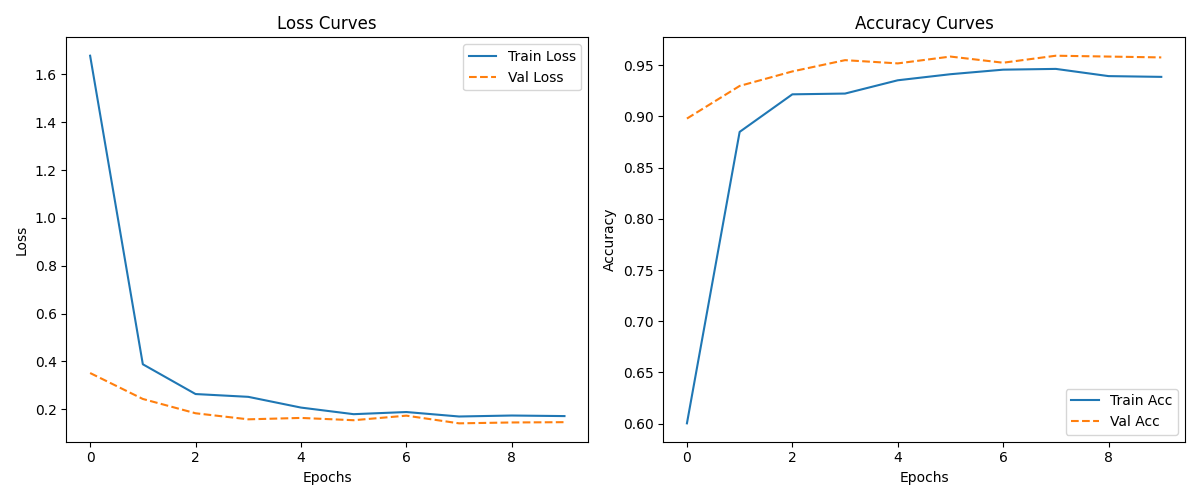 Loss Curves
1.6
1.4
1.2
1.0
0.8
0.6
0.4
0.2
Loss
0 2 4 6 8
Epochs
Train Loss
Val Loss
Accuracy Curves
0.95
0.90
0.85
0.80
0.75
0.70
0.65
0.60
Accuracy
0 2 4 6 8
Epochs
Train Acc
Val Acc